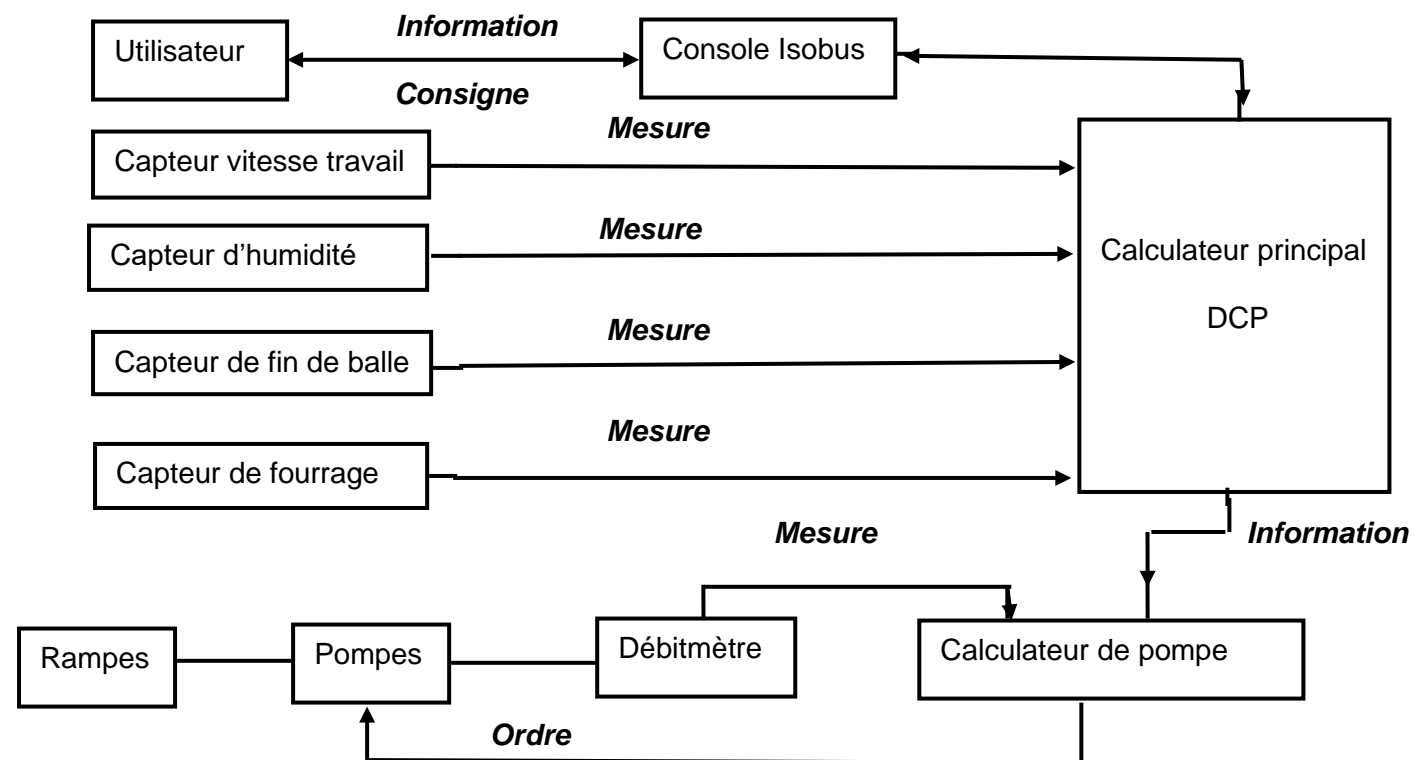 Information
Utilisateur
Console Isobus
Consigne
Mesure
Capteur vitesse travail
Mesure
Capteur d'humidité
Calculateur principal
DCP
Mesure
Capteur de fin de balle
Mesure
Capteur de fourrage
Mesure
Information
Rampes
Pompes
Débitmètre
Calculateur de pompe
Ordre